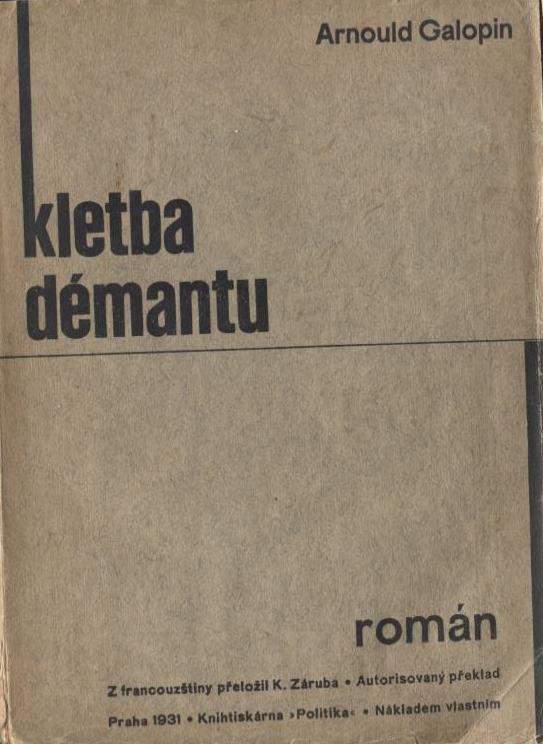 Arnould Galopin
kletba
démantu
román
Z francouzštiny přeložil K. Záruba • Autorisovaný překlad
Praha 1931 • Knihtiskárna ›Politika‹ • Nákladem vlastním